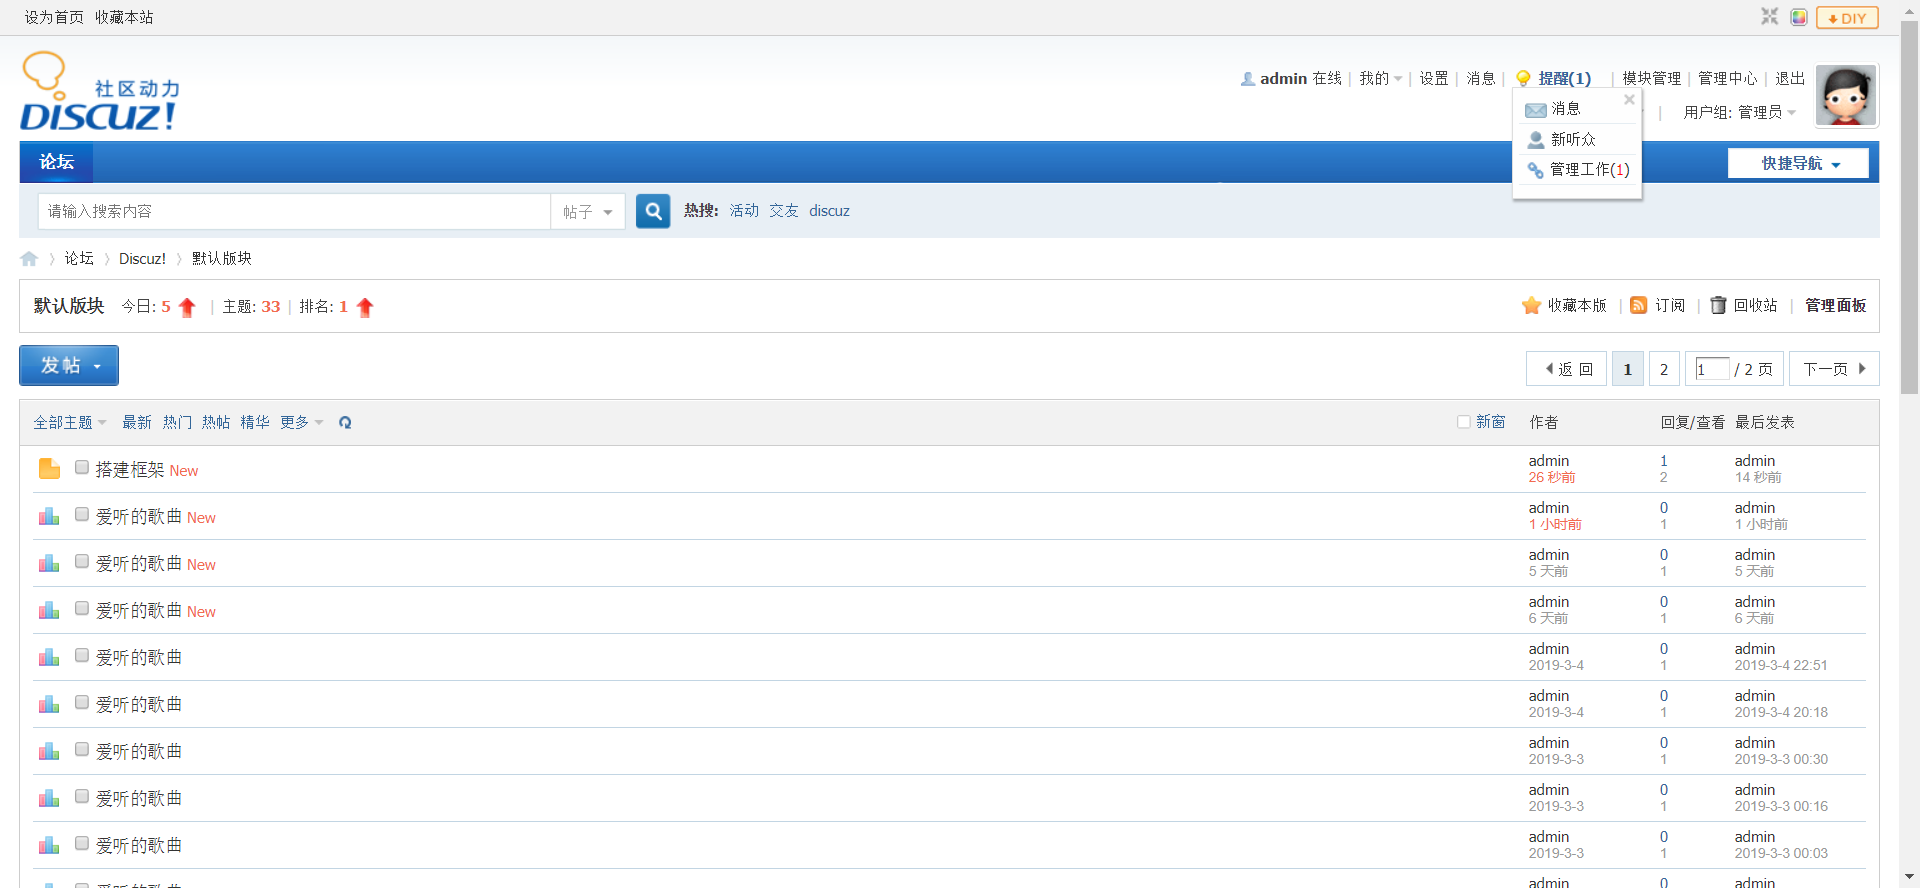 设为首页 收藏本站
DIY
社区动力
DISCUZ!
admin 在线 | 我的 | 设置 | 消息 | 提醒(1) | 模块管理 | 管理中心 | 退出
| 用户组: 管理员
消息
新听众
管理工作(1)
论坛
快捷导航
请输入搜索内容 帖子 热搜: 活动 交友 discuz
论坛 Discuz! 默认版块
默认版块 今日: 5 | 主题: 33 | 排名: 1
收藏本版 | 订阅 | 回收站 | 管理面板
发帖
返 回 1 2 1 / 2 页 下一页
全部主题 最新 热门 热帖 精华 更多 新窗 作者 回复/查看 最后发表
搭建框架 New admin 1 admin
26 秒前 2 14 秒前
爱听的歌曲 New admin 0 admin
1 小时前 1 1 小时前
爱听的歌曲 New admin 0 admin
5 天前 1 5 天前
爱听的歌曲 New admin 0 admin
6 天前 1 6 天前
爱听的歌曲 admin 0 admin
2019-3-4 1 2019-3-4 22:51
爱听的歌曲 admin 0 admin
2019-3-4 1 2019-3-4 20:18
爱听的歌曲 admin 0 admin
2019-3-3 1 2019-3-3 00:30
爱听的歌曲 admin 0 admin
2019-3-3 1 2019-3-3 00:16
爱听的歌曲 admin 0 admin
2019-3-3 1 2019-3-3 00:03
admin 0 admin